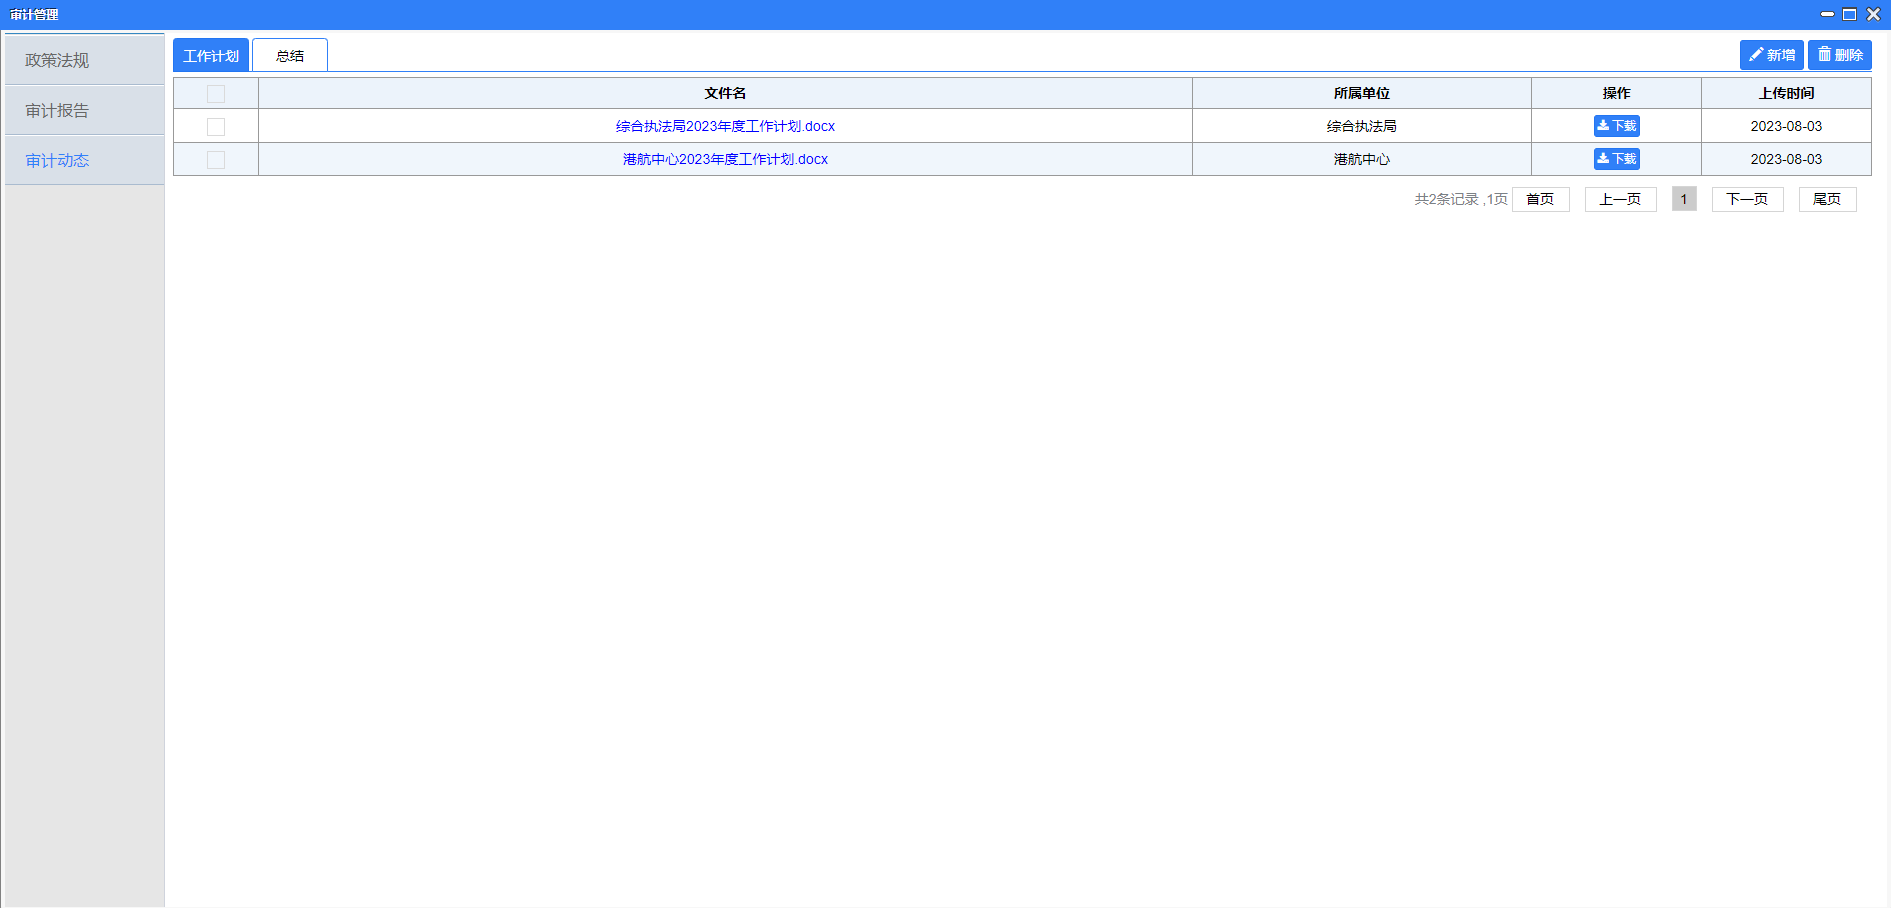 审计管理
政策法规
审计报告
审计动态
工作计划 总结 新增 删除
文件名 所属单位 操作 上传时间
综合执法局2023年度工作计划.docx 综合执法局 下载 2023-08-03
港航中心2023年度工作计划.docx 港航中心 下载 2023-08-03
共2条记录 ,1页 首页 上一页 1 下一页 尾页